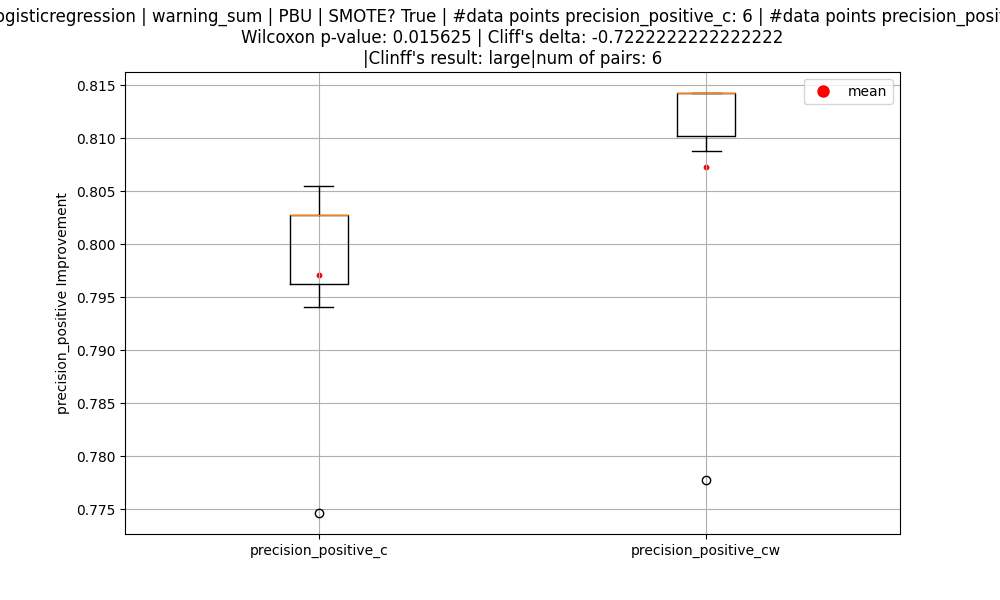 ogisticregression | warning_sum | PBU | SMOTE? True | #data points precision_positive_c: 6 | #data points precision_posi
Wilcoxon p-value: 0.015625 | Cliff's delta: -0.7222222222222222
|Clinff's result: large|num of pairs: 6
mean
0.815
0.810
0.805
0.800
0.795
0.790
0.785
0.780
0.775
precision_positive Improvement
precision_positive_c
precision_positive_cw